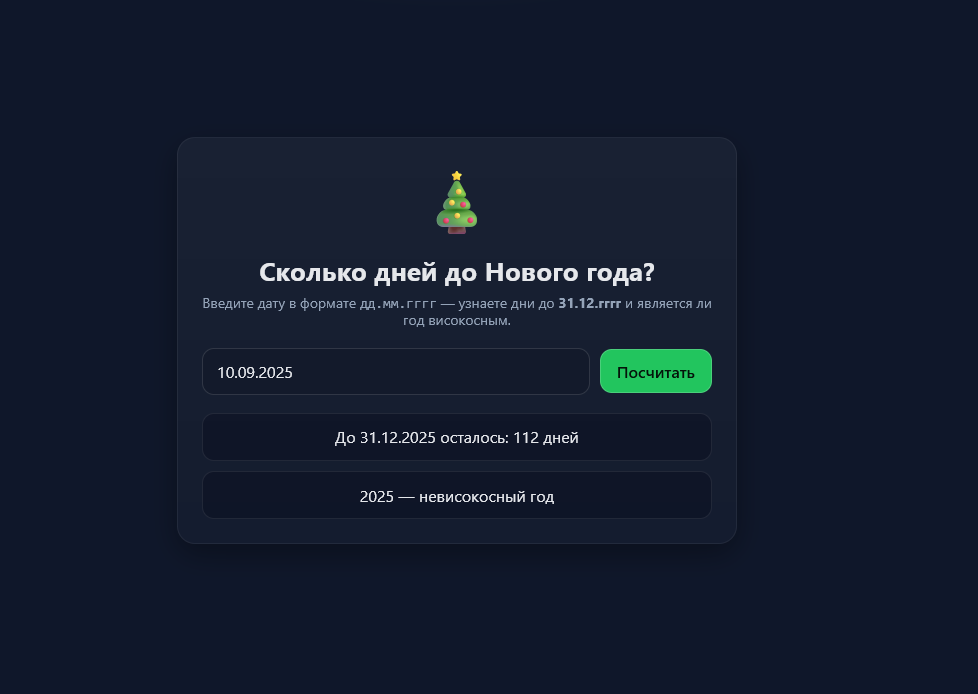 Сколько дней до Нового года?
Введите дату в формате дд.мм.гггг — узнаете дни до 31.12.гггг и является ли
год високосным.
10.09.2025
Посчитать
До 31.12.2025 осталось: 112 дней
2025 — невисокосный год